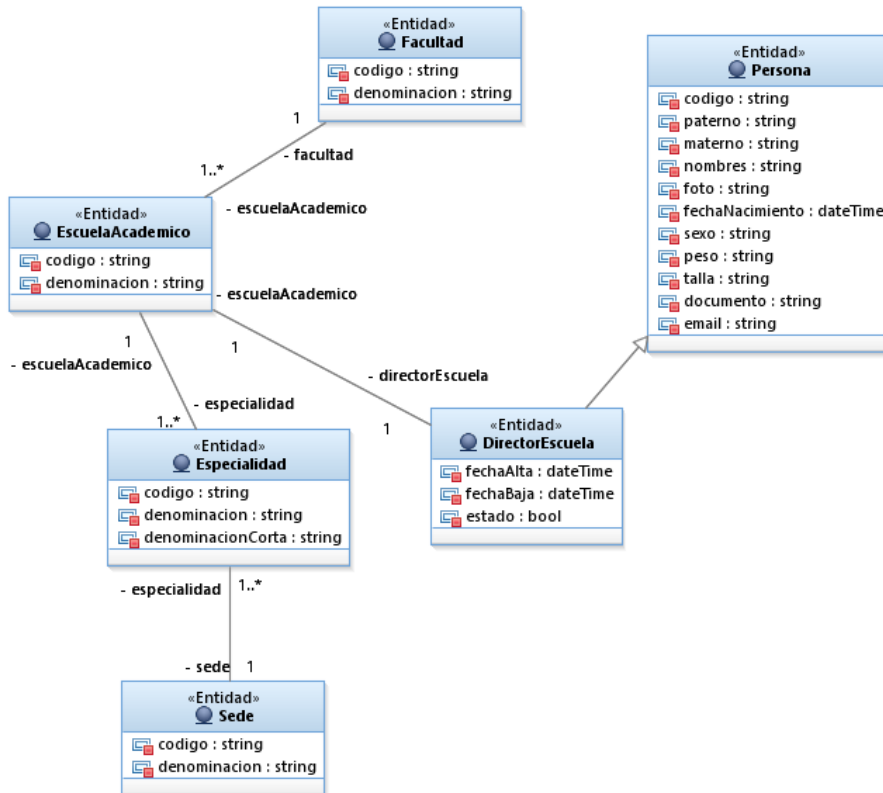 «Entidad»
Facultad
codigo : string
denominacion : string
1
- facultad
1..*
- escuelaAcademico
«Entidad»
Persona
codigo : string
paterno : string
materno : string
nombres : string
foto : string
fechaNacimiento : dateTime
sexo : string
peso : string
talla : string
documento : string
email : string
«Entidad»
EscuelaAcademico
codigo : string
denominacion : string
- escuelaAcademico
1
- directorEscuela
1
1
- escuelaAcademico
- especialidad
1..*
«Entidad»
DirectorEscuela
fechaAlta : dateTime
fechaBaja : dateTime
estado : bool
«Entidad»
Especialidad
codigo : string
denominacion : string
denominacionCorta : string
- especialidad
1..*
- sede
1
«Entidad»
Sede
codigo : string
denominacion : string